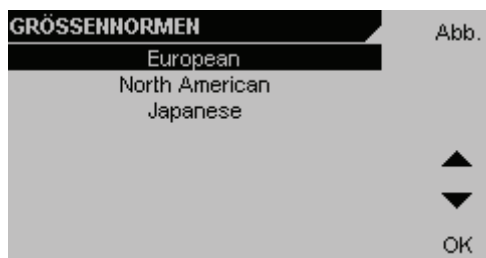 GRÖSSENNORMEN
Abb.
European
North American
Japanese
OK